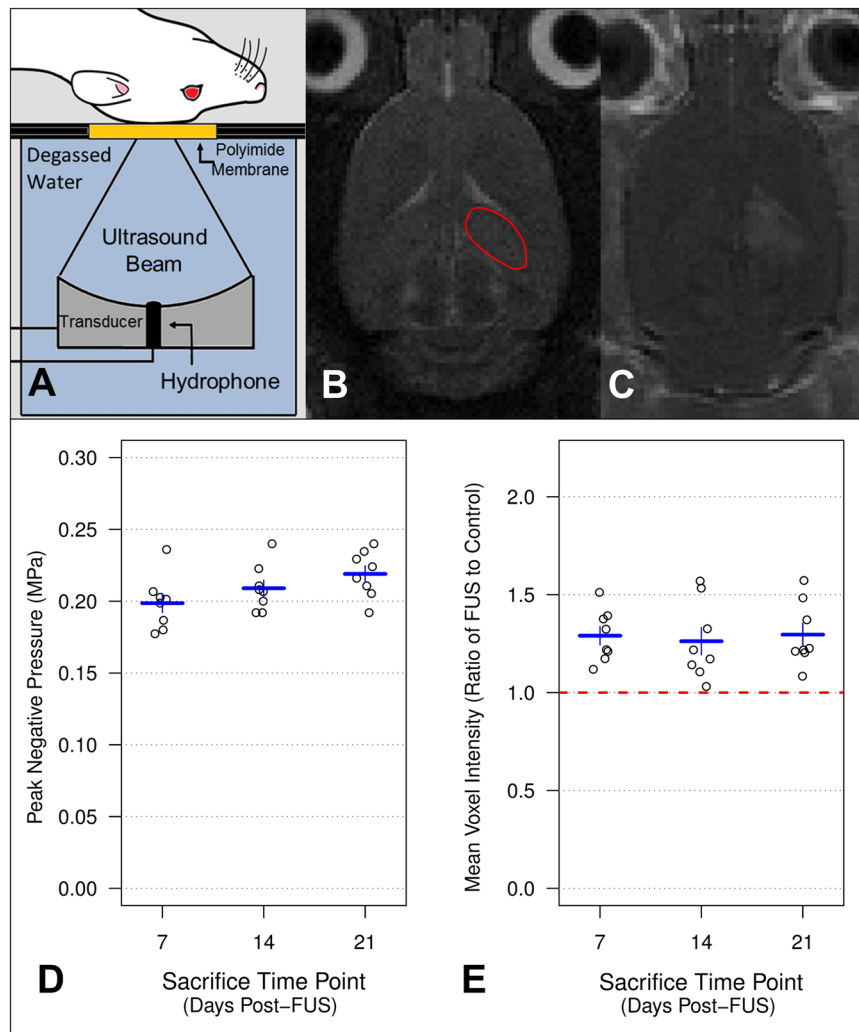 Degassed
Water
Polyimide
Membrane
Ultrasound
Beam
Transducer
Hydrophone
A
B
C
Peak Negative Pressure (MPa)
0.30
0.25
0.20
0.15
0.10
0.05
0.00
7
14
21
Sacrifice Time Point
(Days Post−FUS)
D
Mean Voxel Intensity (Ratio of FUS to Control)
2.0
1.5
1.0
0.5
0.0
7
14
21
Sacrifice Time Point
(Days Post−FUS)
E